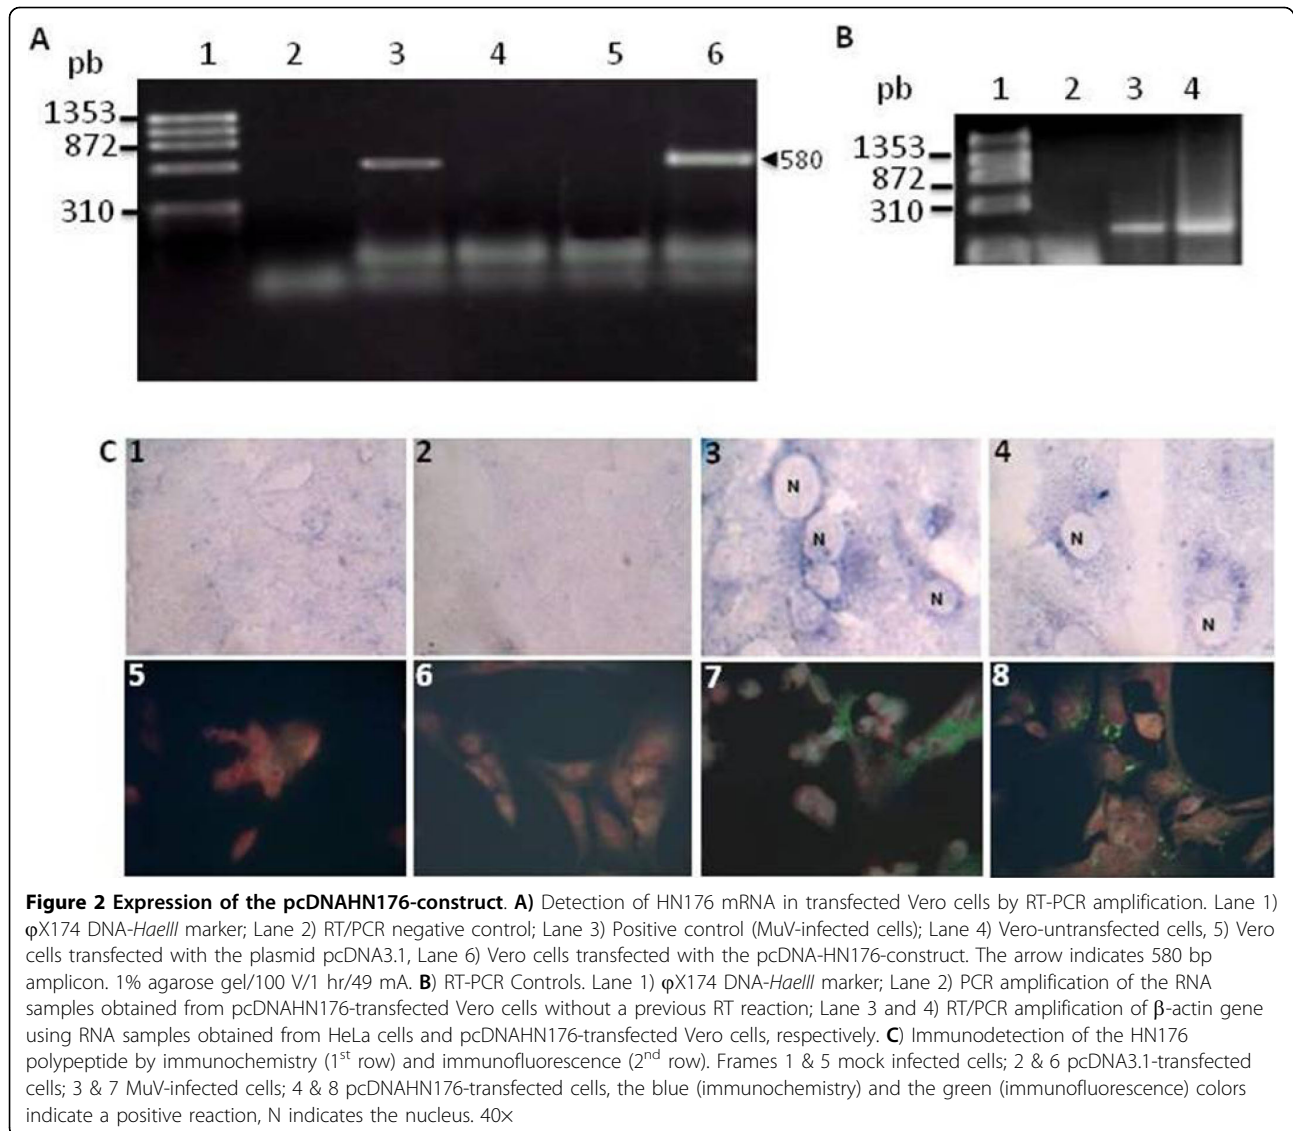 A
pb
1 2 3 4 5 6
1353
872
310
580
B
pb
1 2 3 4
1353
872
310
C
1 2 3 4
N N
N N
N N
5 6 7 8
Figure 2 Expression of the pcDNAHN176-construct. A) Detection of HN176 mRNA in transfected Vero cells by RT-PCR amplification. Lane 1)
φX174 DNA-HaeIII marker; Lane 2) RT/PCR negative control; Lane 3) Positive control (MuV-infected cells); Lane 4) Vero-untransfected cells, 5) Vero
cells transfected with the plasmid pcDNA3.1, Lane 6) Vero cells transfected with the pcDNA-HN176-construct. The arrow indicates 580 bp
amplicon. 1% agarose gel/100 V/1 hr/49 mA. B) RT-PCR Controls. Lane 1) φX174 DNA-HaeIII marker; Lane 2) PCR amplification of the RNA
samples obtained from pcDNAHN176-transfected Vero cells without a previous RT reaction; Lane 3 and 4) RT/PCR amplification of β-actin gene
using RNA samples obtained from HeLa cells and pcDNAHN176-transfected Vero cells, respectively. C) Immunodetection of the HN176
polypeptide by immunochemistry (1st row) and immunofluorescence (2nd row). Frames 1 & 5 mock infected cells; 2 & 6 pcDNA3.1-transfected
cells; 3 & 7 MuV-infected cells; 4 & 8 pcDNAHN176-transfected cells, the blue (immunochemistry) and the green (immunofluorescence) colors
indicate a positive reaction, N indicates the nucleus. 40×